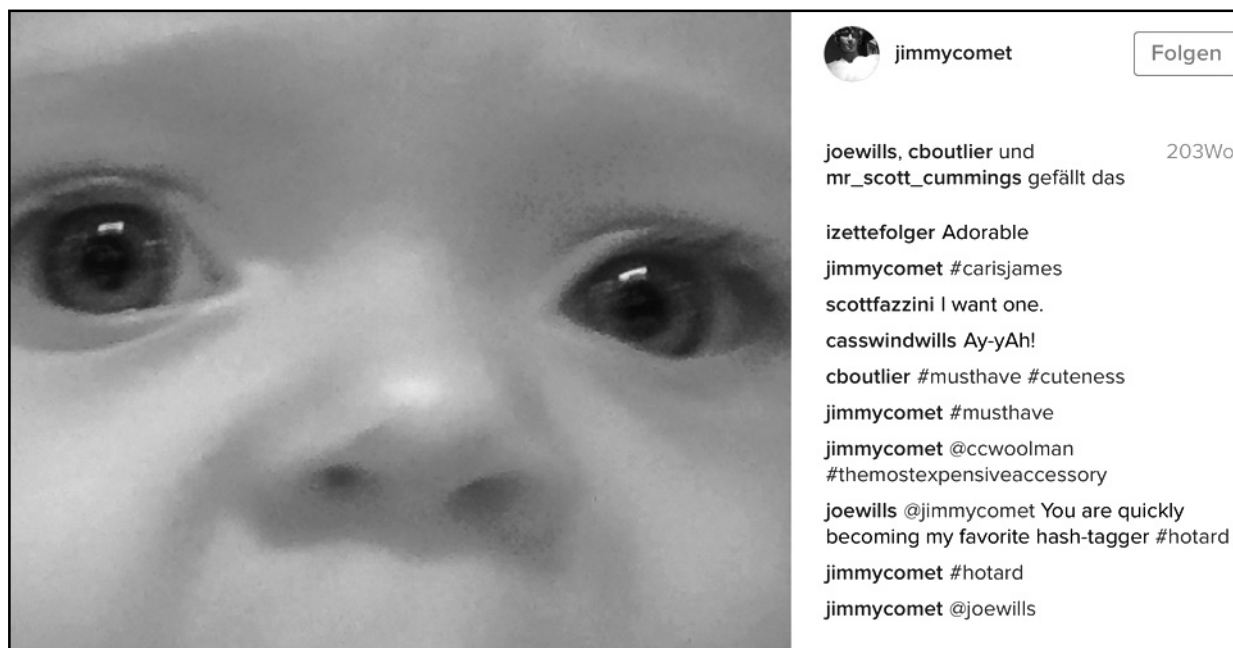 jimmycomet
Folgen
joewills, cboutlier und
203Wo
mr_scott_cummings gefällt das
izettefolger Adorable
jimmycomet #carisjames
scottfazzini I want one.
casswindwills Ay-yAh!
cboutlier #musthave #cuteness
jimmycomet #musthave
jimmycomet @ccwoolman
#themostexpensiveaccessory
joewills @jimmycomet You are quickly
becoming my favorite hash-tagger #hotard
jimmycomet #hotard
jimmycomet @joewills